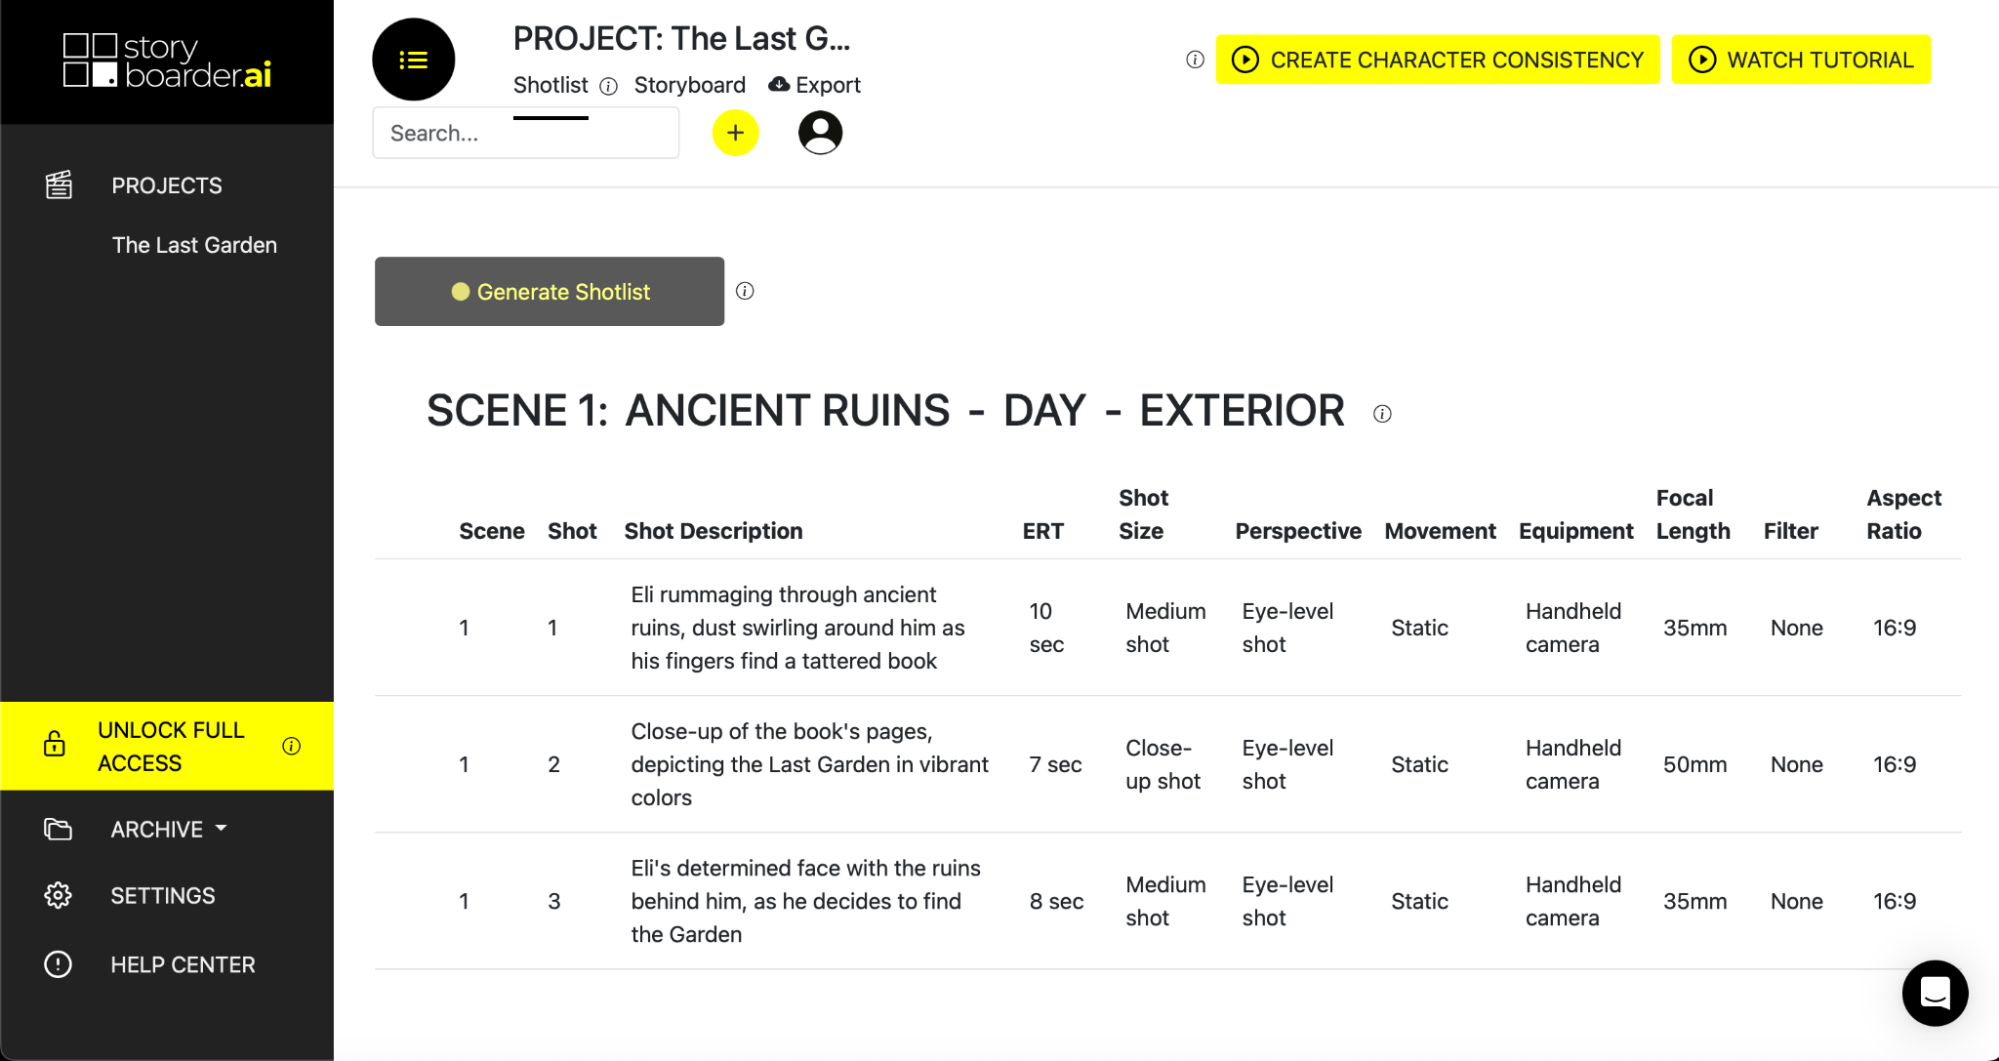 story
boarder.ai
PROJECTS
The Last Garden
UNLOCK FULL
ACCESS
ARCHIVE
SETTINGS
HELP CENTER
PROJECT: The Last G...
Shotlist Storyboard Export
Search...
CREATE CHARACTER CONSISTENCY
WATCH TUTORIAL
Generate Shotlist
SCENE 1: ANCIENT RUINS - DAY - EXTERIOR
Scene Shot Shot Description ERT Shot Size Perspective Movement Equipment Focal Length Filter Aspect Ratio
1 1 Eli rummaging through ancient
ruins, dust swirling around him as
his fingers find a tattered book
10
sec
Medium
shot
Eye-level
shot
Static
Handheld
camera
35mm None 16:9
1 2 Close-up of the book's pages,
depicting the Last Garden in vibrant
colors
7 sec
Close-
up shot
Eye-level
shot
Static
Handheld
camera
50mm None 16:9
1 3 Eli's determined face with the ruins
behind him, as he decides to find
the Garden
8 sec
Medium
shot
Eye-level
shot
Static
Handheld
camera
35mm None 16:9